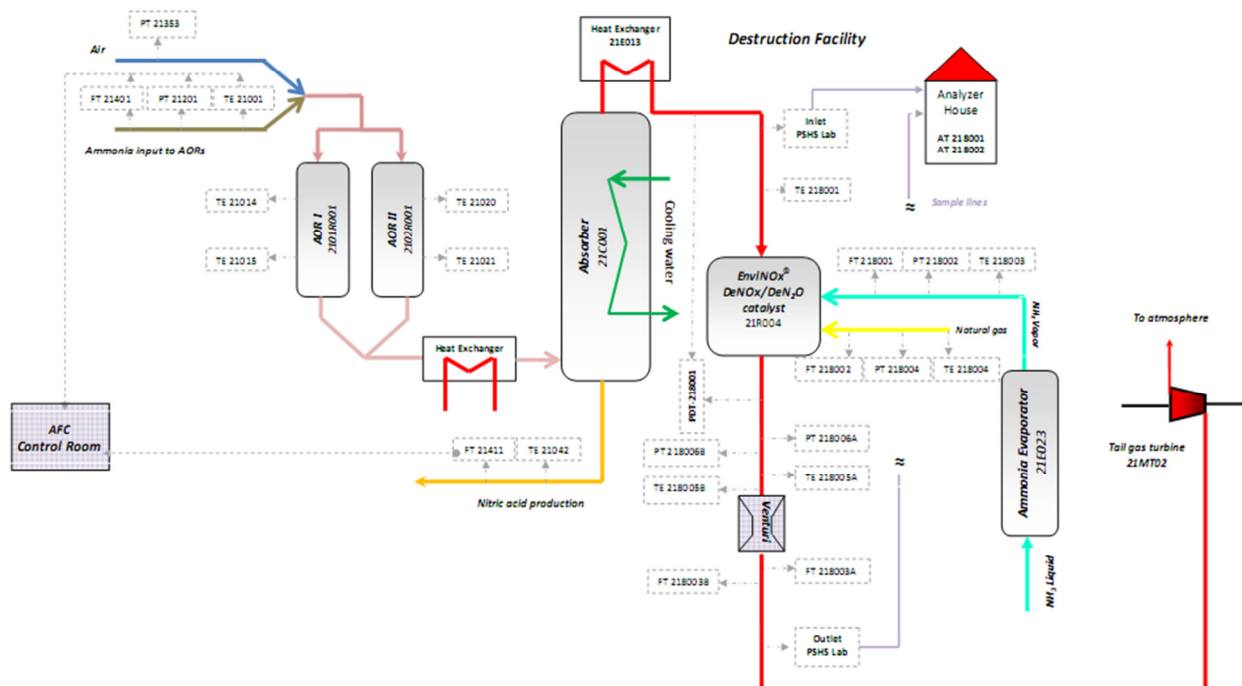 PT 21353
Heat Exchanger
21E013
Destruction Facility
Air
FT 21401
PT 21201
TE 21001
Ammonia input to AORs
Inlet
PSHS Lab
Analyzer
House
AT 218001
AT 218002
TE 21014
TE 21015
AOR I
2101R001
AOR II
2102R001
TE 21020
TE 21021
Absorber
21C001
Cooling water
TE 218001
Sample lines
EnviNOx®
DeNOx/DeN₂O
catalyst
21R004
FT 218001
PT 218002
TE 218003
NH₃ Vapor
Natural gas
FT 218002
PT 218004
TE 218004
To atmosphere
Heat Exchanger
PDT-218001
AFC
Control Room
FT 21411
TE 21042
Nitric acid production
PT 218006B
PT 218006A
TE 218005B
TE 218005A
Venturi
FT 218003B
FT 218003A
Outlet
PSHS Lab
Ammonia Evaporator
21E023
NH₃ Liquid
Tail gas turbine
21MT02